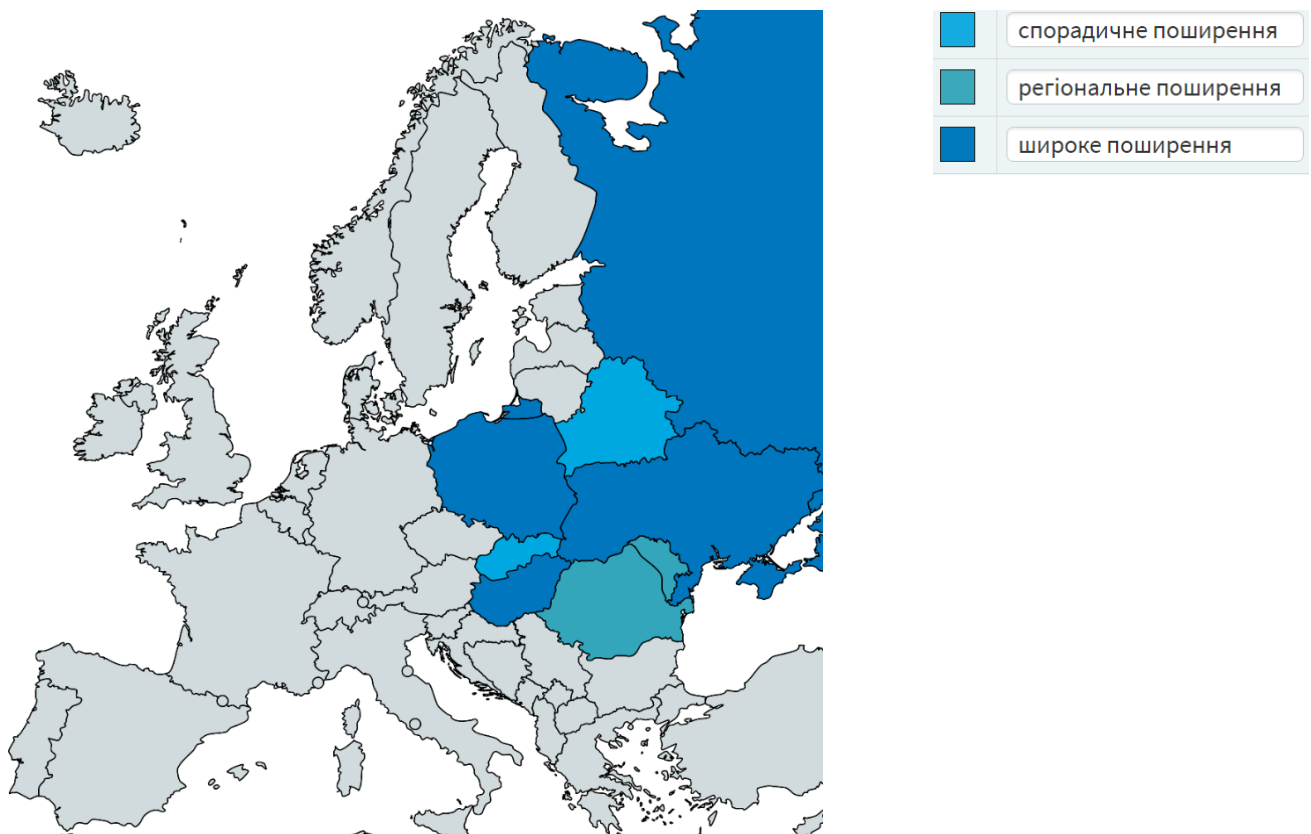 спорадичне поширення
регіональне поширення
широке поширення